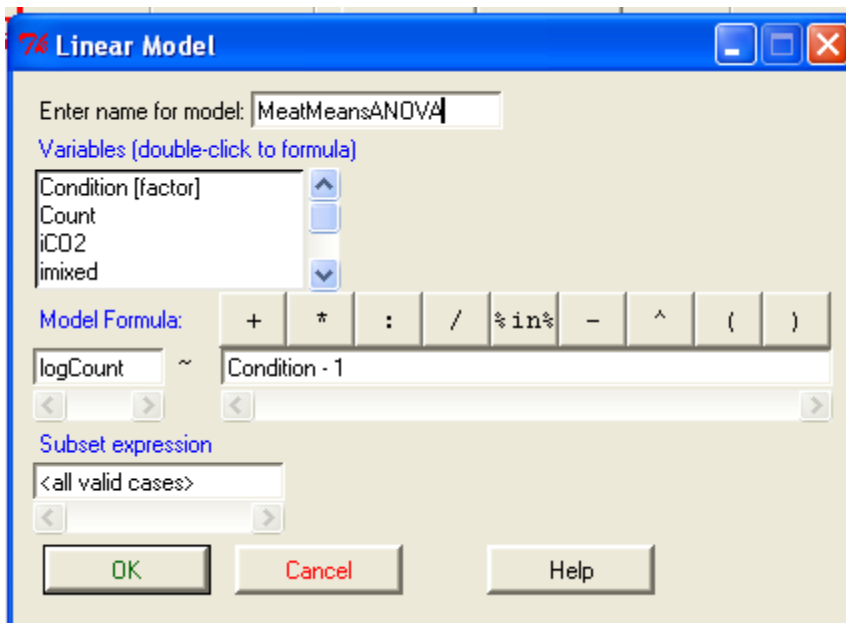 Linear Model
Enter name for model: MeatMeansANOVA
Variables (double-click to formula)
Condition [factor]
Count
iCO2
imixed
Model Formula: + * : / %in% - ^ ( )
logCount ~ Condition - 1
Subset expression
<all valid cases>
OK Cancel Help